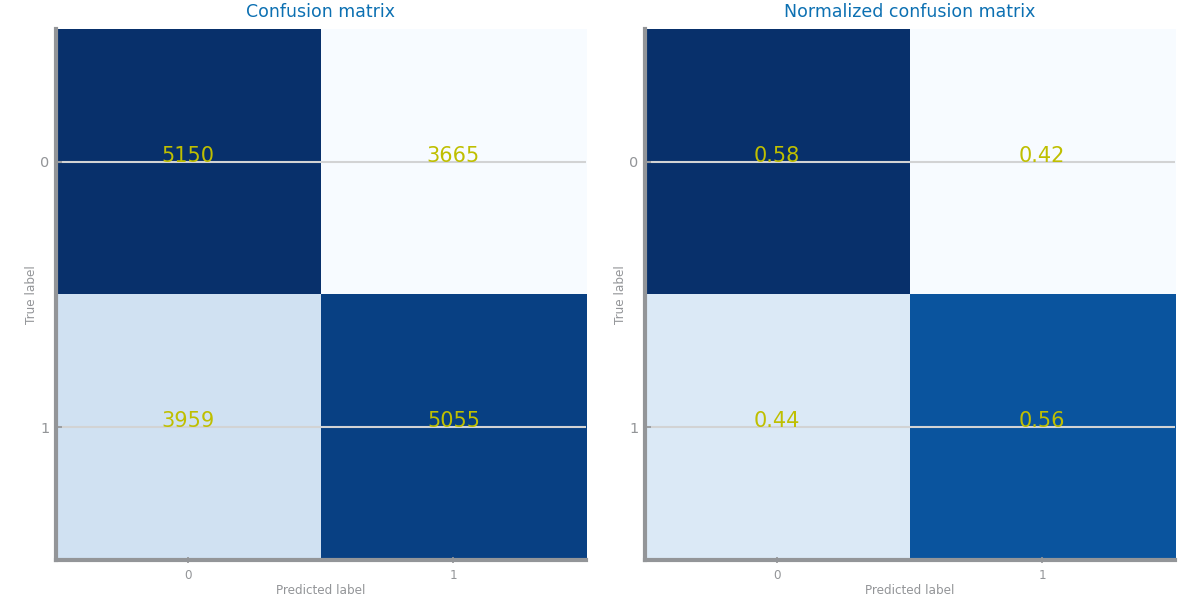 Confusion matrix
0
5150
3665
True label
1
3959
5055
0
1
Predicted label
Normalized confusion matrix
0
0.58
0.42
True label
1
0.44
0.56
0
1
Predicted label